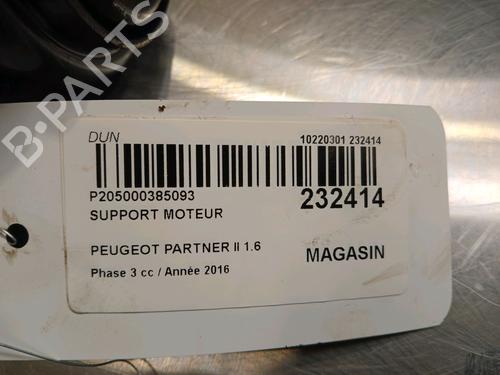 B-PARTS
DUN
10220301 232414
P205000385093
232414
SUPPORT MOTEUR
PEUGEOT PARTNER II 1.6
MAGASIN
Phase 3 cc / Année 2016